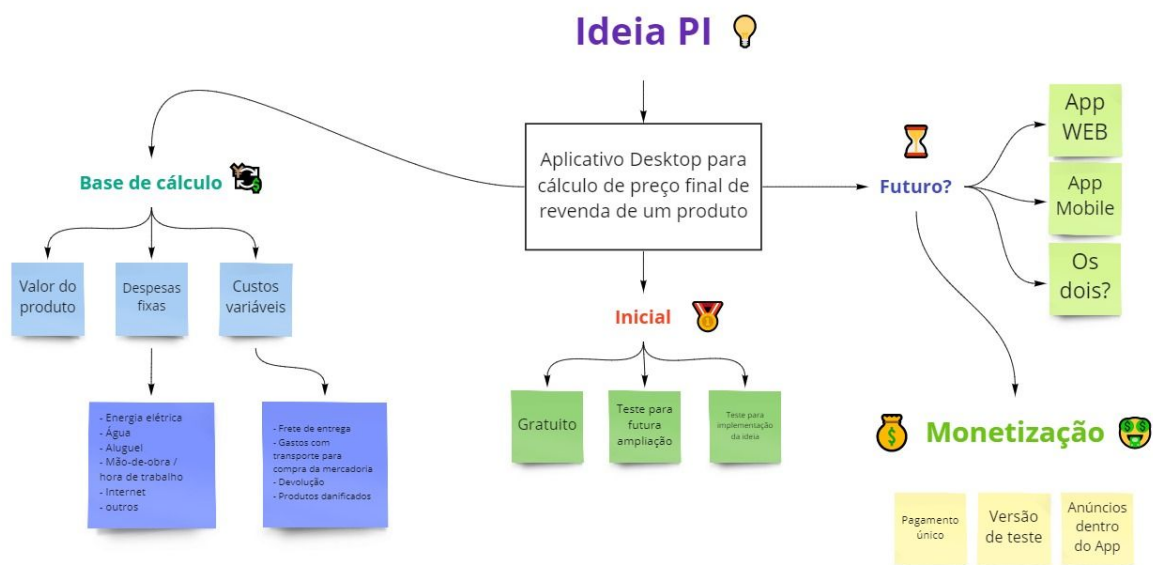 Ideia PI
Aplicativo Desktop para
cálculo de preço final de
revenda de um produto
Base de cálculo
Valor do
produto
Despesas
fixas
Custos
variáveis
- Energia elétrica
- Água
- Aluguel
- Mão-de-obra /
hora de trabalho
- Internet
- outros
- Frete de entrega
- Gastos com
transporte para
compra da mercadoria
- Devolução
- Produtos danificados
Inicial
Gratuito
Teste para
futura
ampliação
Teste para
implementação
da ideia
Futuro?
App
WEB
App
Mobile
Os
dois?
Monetização
Pagamento
único
Versão
de teste
Anúncios
dentro
do App